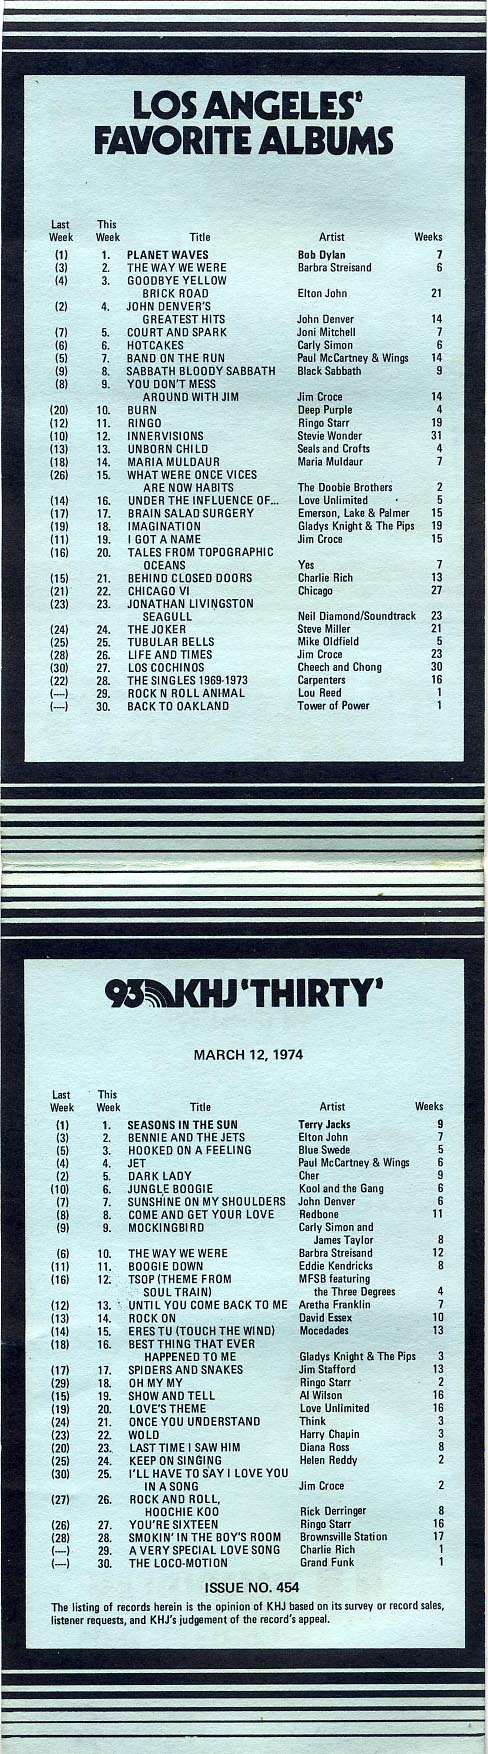 LOS ANGELES'
FAVORITE ALBUMS
Last This
Week Week Title Artist Weeks
(1) 1. PLANET WAVES Bob Dylan 7
(3) 2. THE WAY WE WERE Barbra Streisand 6
(4) 3. GOODBYE YELLOW
BRICK ROAD Elton John 21
(2) 4. JOHN DENVER'S
GREATEST HITS John Denver 14
(7) 5. COURT AND SPARK Joni Mitchell 7
(6) 6. HOTCAKES Carly Simon 6
(5) 7. BAND ON THE RUN Paul McCartney & Wings 14
(9) 8. SABBATH BLOODY SABBATH Black Sabbath 9
(8) 9. YOU DON'T MESS
AROUND WITH JIM Jim Croce 14
(20) 10. BURN Deep Purple 4
(12) 11. RINGO Ringo Starr 19
(10) 12. INNERVISIONS Stevie Wonder 31
(13) 13. UNBORN CHILD Seals and Crofts 4
(18) 14. MARIA MULDAUR Maria Muldaur 7
(26) 15. WHAT WERE ONCE VICES
ARE NOW HABITS The Doobie Brothers 2
(14) 16. UNDER THE INFLUENCE OF... Love Unlimited 5
(17) 17. BRAIN SALAD SURGERY Emerson, Lake & Palmer 15
(19) 18. IMAGINATION Gladys Knight & The Pips 19
(11) 19. I GOT A NAME Jim Croce 15
(16) 20. TALES FROM TOPOGRAPHIC
OCEANS Yes 7
(15) 21. BEHIND CLOSED DOORS Charlie Rich 13
(21) 22. CHICAGO VI Chicago 27
(23) 23. JONATHAN LIVINGSTON
SEAGULL Neil Diamond/Soundtrack 23
(24) 24. THE JOKER Steve Miller 21
(25) 25. TUBULAR BELLS Mike Oldfield 5
(28) 26. LIFE AND TIMES Jim Croce 23
(30) 27. LOS COCHINOS Cheech and Chong 30
(22) 28. THE SINGLES 1969-1973 Carpenters 16
(---) 29. ROCK N ROLL ANIMAL Lou Reed 1
(---) 30. BACK TO OAKLAND Tower of Power 1
93 KHJ 'THIRTY'
MARCH 12, 1974
Last This
Week Week Title Artist Weeks
(1) 1. SEASONS IN THE SUN Terry Jacks 9
(3) 2. BENNIE AND THE JETS Elton John 7
(5) 3. HOOKED ON A FEELING Blue Swede 5
(4) 4. JET Paul McCartney & Wings 6
(2) 5. DARK LADY Cher 9
(10) 6. JUNGLE BOOGIE Kool and the Gang 6
(7) 7. SUNSHINE ON MY SHOULDERS John Denver 6
(8) 8. COME AND GET YOUR LOVE Redbone 11
(9) 9. MOCKINGBIRD Carly Simon and
James Taylor 8
(6) 10. THE WAY WE WERE Barbra Streisand 12
(11) 11. BOOGIE DOWN Eddie Kendricks 8
(16) 12. TSOP (THEME FROM MFSB featuring
SOUL TRAIN) the Three Degrees 4
(12) 13. UNTIL YOU COME BACK TO ME Aretha Franklin 7
(13) 14. ROCK ON David Essex 10
(14) 15. ERES TU (TOUCH THE WIND) Mocedades 13
(18) 16. BEST THING THAT EVER
HAPPENED TO ME Gladys Knight & The Pips 3
(17) 17. SPIDERS AND SNAKES Jim Stafford 13
(29) 18. OH MY MY Ringo Starr 2
(15) 19. SHOW AND TELL Al Wilson 16
(19) 20. LOVE'S THEME Love Unlimited 16
(24) 21. ONCE YOU UNDERSTAND Think 3
(23) 22. WOLD Harry Chapin 3
(20) 23. LAST TIME I SAW HIM Diana Ross 8
(25) 24. KEEP ON SINGING Helen Reddy 2
(30) 25. I'LL HAVE TO SAY I LOVE YOU
IN A SONG Jim Croce 2
(27) 26. ROCK AND ROLL,
HOOCHIE KOO Rick Derringer 8
(26) 27. YOU'RE SIXTEEN Ringo Starr 16
(28) 28. SMOKIN' IN THE BOY'S ROOM Brownsville Station 17
(---) 29. A VERY SPECIAL LOVE SONG Charlie Rich 1
(---) 30. THE LOCO-MOTION Grand Funk 1
ISSUE NO. 454
The listing of records herein is the opinion of KHJ based on its survey or record sales,
listener requests, and KHJ's judgement of the record's appeal.